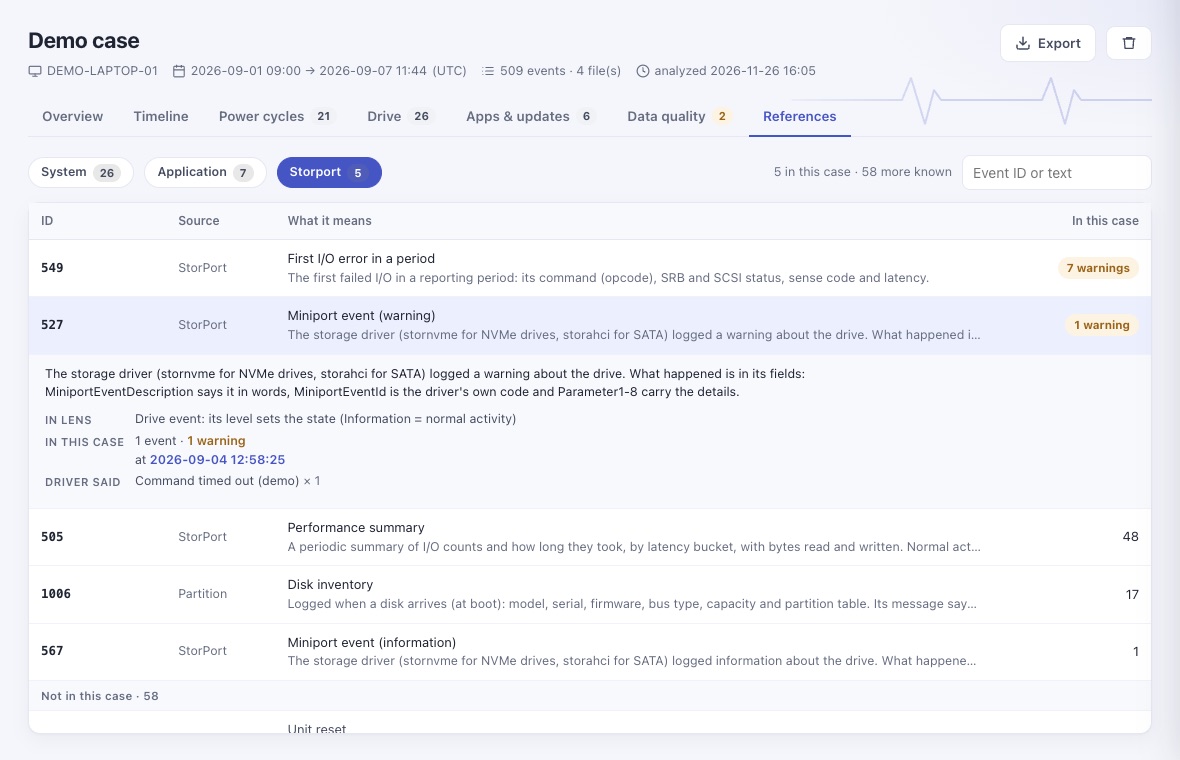 Demo case
Export
DEMO-LAPTOP-01 2026-09-01 09:00 → 2026-09-07 11:44 (UTC) 509 events · 4 file(s) analyzed 2026-11-26 16:05
Overview Timeline Power cycles 21 Drive 26 Apps & updates 6 Data quality 2 References
System 26 Application 7 Storport 5 5 in this case · 58 more known Event ID or text
ID Source What it means In this case
549 StorPort First I/O error in a period 7 warnings
The first failed I/O in a reporting period: its command (opcode), SRB and SCSI status, sense code and latency.
527 StorPort Miniport event (warning) 1 warning
The storage driver (stornvme for NVMe drives, storahci for SATA) logged a warning about the drive. What happened i...
The storage driver (stornvme for NVMe drives, storahci for SATA) logged a warning about the drive. What happened is in its fields:
MiniportEventDescription says it in words, MiniportEventId is the driver's own code and Parameter1-8 carry the details.
IN LENS Drive event: its level sets the state (Information = normal activity)
IN THIS CASE 1 event · 1 warning
at 2026-09-04 12:58:25
DRIVER SAID Command timed out (demo) × 1
505 StorPort Performance summary 48
A periodic summary of I/O counts and how long they took, by latency bucket, with bytes read and written. Normal act...
1006 Partition Disk inventory 17
Logged when a disk arrives (at boot): model, serial, firmware, bus type, capacity and partition table. Its message say...
567 StorPort Miniport event (information) 1
The storage driver (stornvme for NVMe drives, storahci for SATA) logged information about the drive. What happene...
Not in this case · 58
Unit reset